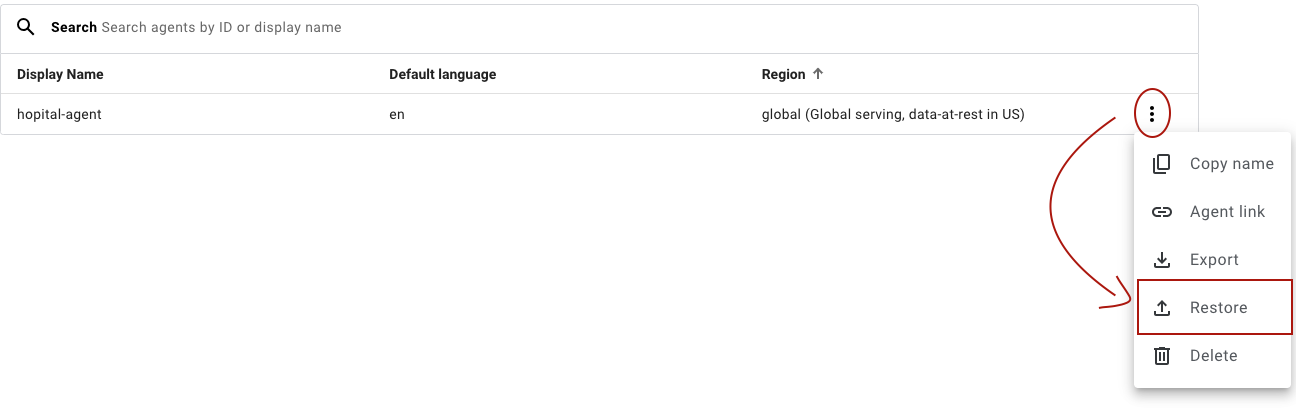 Search Search agents by ID or display name
Display Name Default language Region
hopital-agent en global (Global serving, data-at-rest in US)
Copy name
Agent link
Export
Restore
Delete